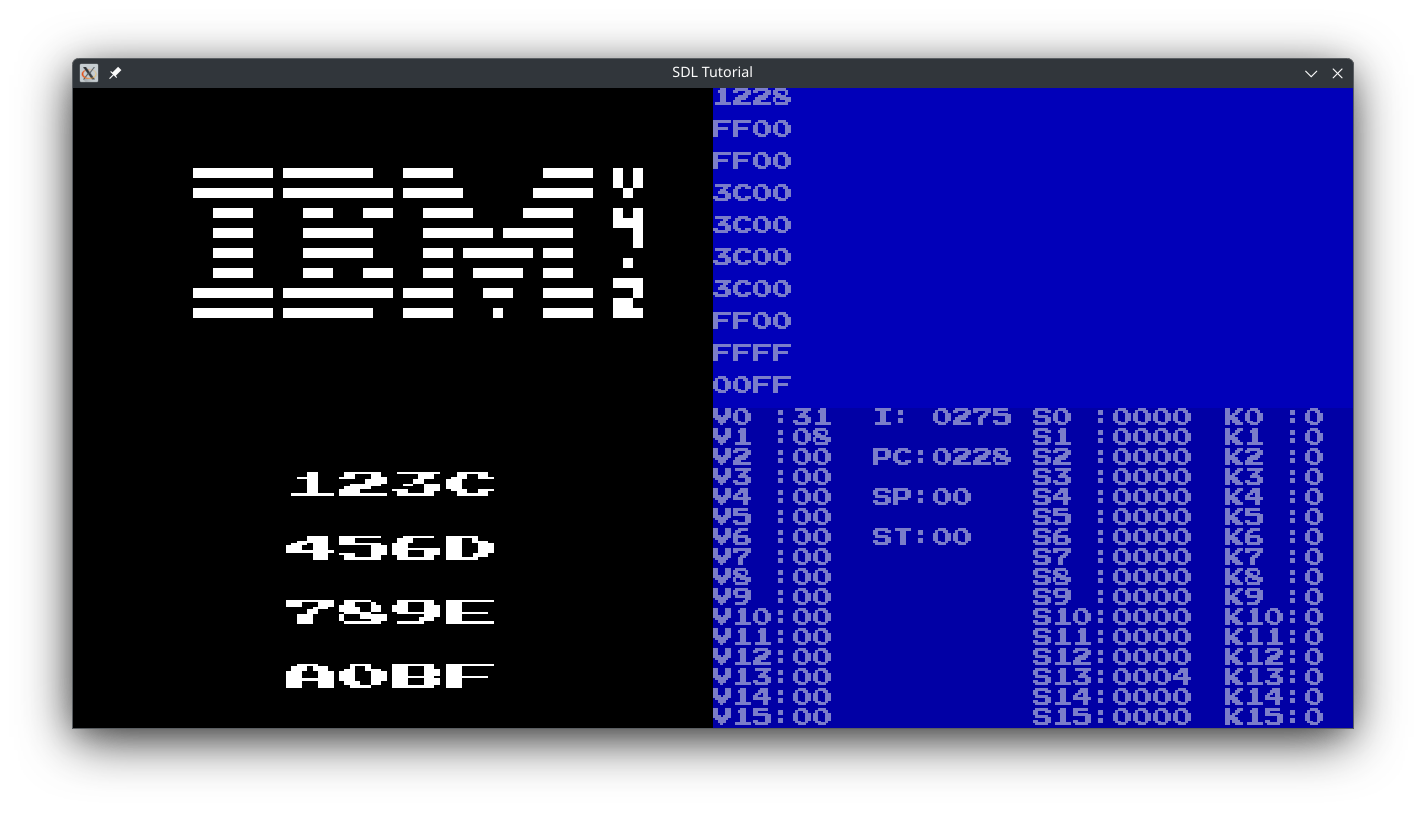 SDL Tutorial
IBM V4.2
123C
456D
789E
A0BF
1228
FF00
FF00
3C00
3C00
3C00
3C00
FF00
FFFF
00FF
V0 :31 I: 0275 S0 :0000 K0 :0
V1 :08 S1 :0000 K1 :0
V2 :00 PC:0228 S2 :0000 K2 :0
V3 :00 S3 :0000 K3 :0
V4 :00 SP:00 S4 :0000 K4 :0
V5 :00 S5 :0000 K5 :0
V6 :00 ST:00 S6 :0000 K6 :0
V7 :00 S7 :0000 K7 :0
V8 :00 S8 :0000 K8 :0
V9 :00 S9 :0000 K9 :0
V10:00 S10:0000 K10:0
V11:00 S11:0000 K11:0
V12:00 S12:0000 K12:0
V13:00 S13:0004 K13:0
V14:00 S14:0000 K14:0
V15:00 S15:0000 K15:0